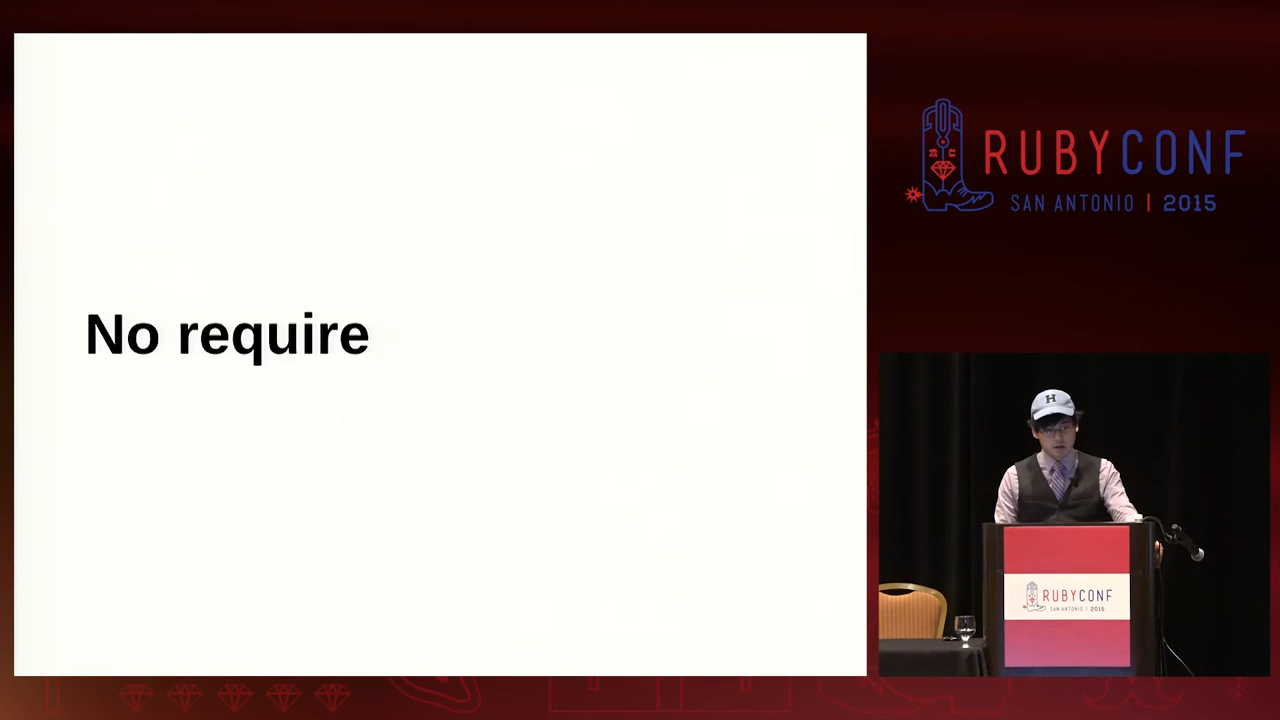 No require
RUBYCONF
SAN ANTONIO | 2015
H
RUBYCONF
SAN ANTONIO | 2015